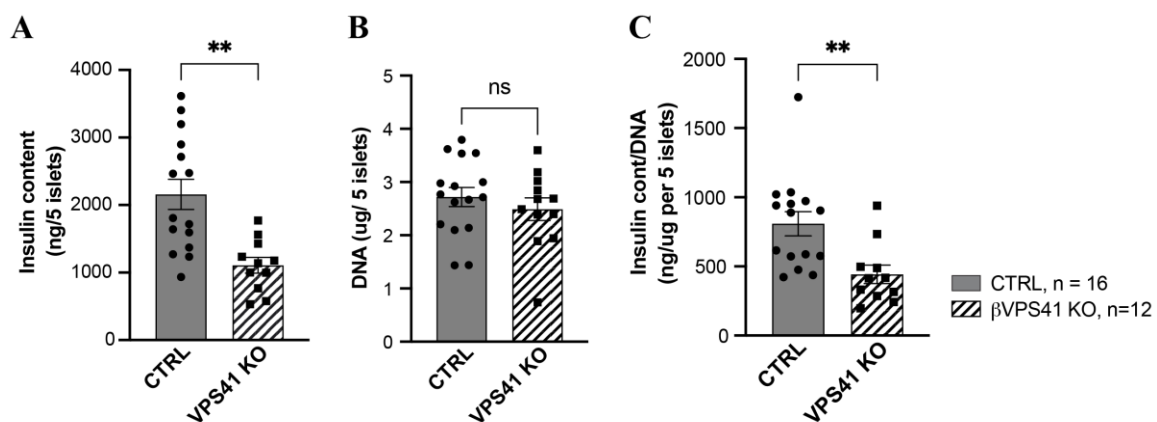 A
**
Insulin content
(ng/5 islets)
4000
3000
2000
1000
0
CTRL
VPS41 KO
B
ns
DNA (ug/ 5 islets)
5
4
3
2
1
0
CTRL
VPS41 KO
C
**
Insulin cont/DNA
(ng/ug per 5 islets)
2000
1500
1000
500
0
CTRL
VPS41 KO
CTRL, n = 16
βVPS41 KO, n=12